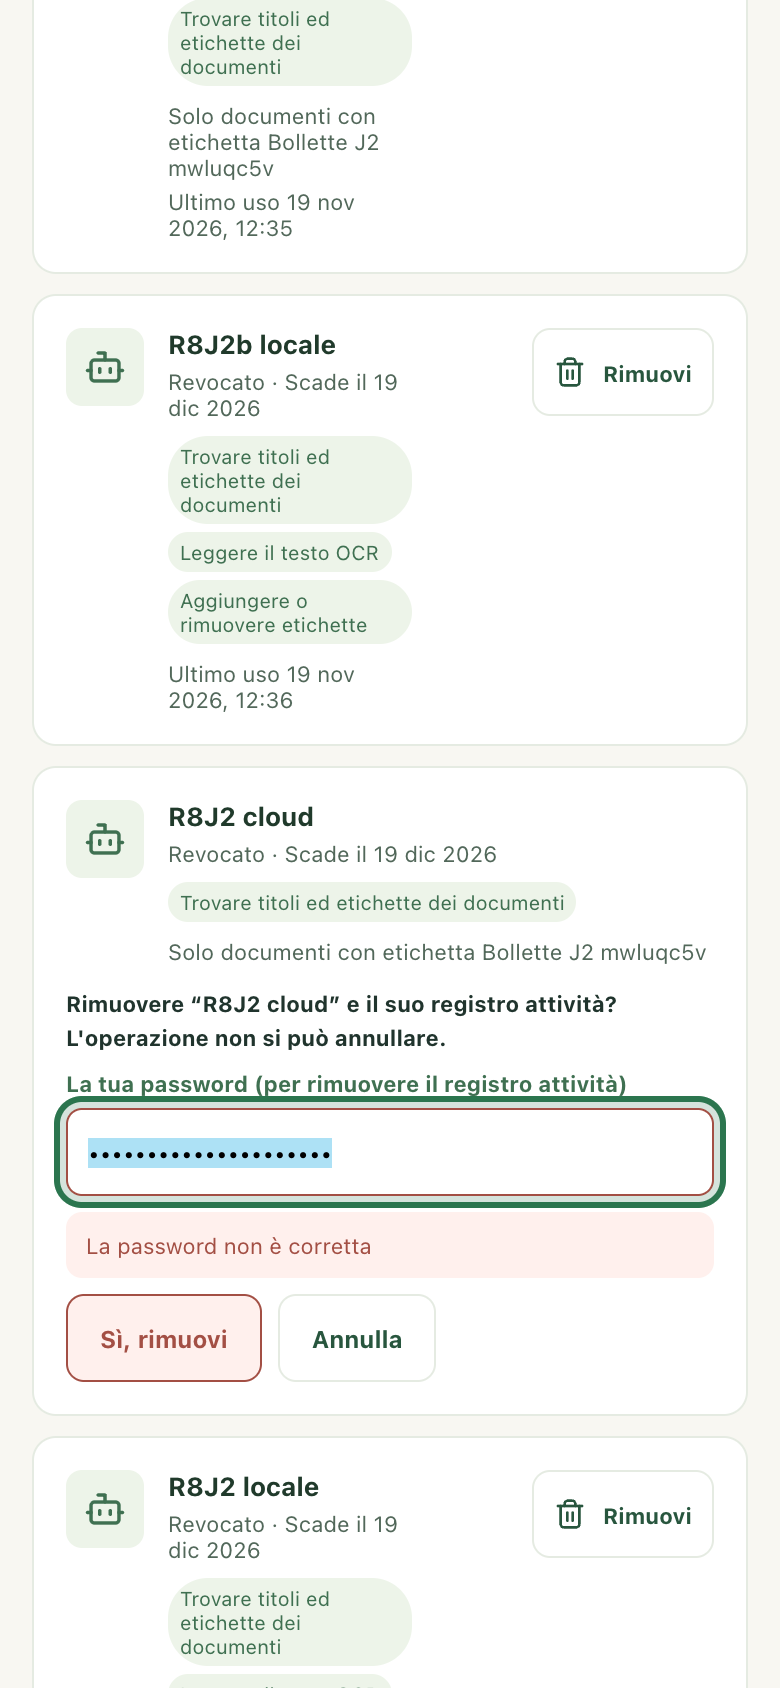 Trovare titoli ed
etichette dei
documenti
Solo documenti con
etichetta Bollette J2
mwluqc5v
Ultimo uso 19 nov
2026, 12:35
R8J2b locale
Rimuovi
Revocato · Scade il 19
dic 2026
Trovare titoli ed
etichette dei
documenti
Leggere il testo OCR
Aggiungere o
rimuovere etichette
Ultimo uso 19 nov
2026, 12:36
R8J2 cloud
Revocato · Scade il 19 dic 2026
Trovare titoli ed etichette dei documenti
Solo documenti con etichetta Bollette J2 mwluqc5v
Rimuovere “R8J2 cloud” e il suo registro attività?
L'operazione non si può annullare.
La tua password (per rimuovere il registro attività)
La password non è corretta
Sì, rimuovi
Annulla
R8J2 locale
Rimuovi
Revocato · Scade il 19
dic 2026
Trovare titoli ed
etichette dei
documenti